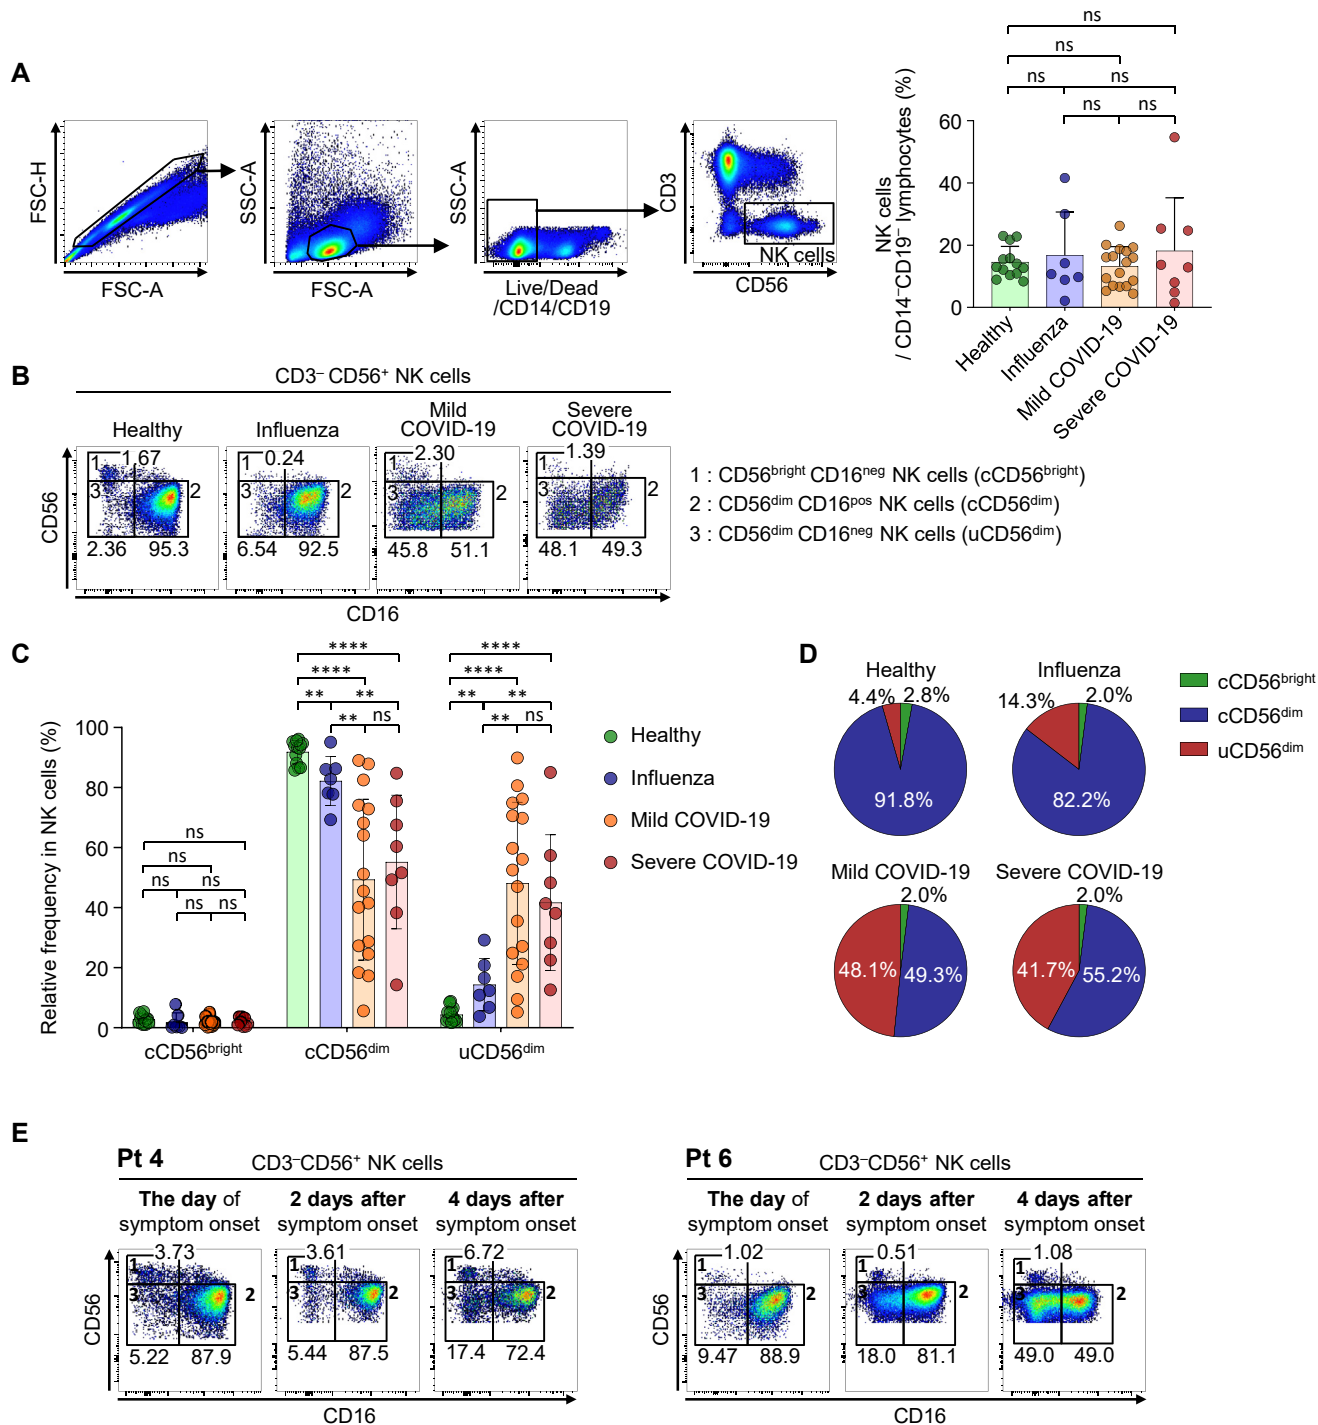 A
FSC-H
FSC-A
SSC-A
FSC-A
SSC-A
Live/Dead
/CD14/CD19
CD3
NK cells
CD56
ns
ns
ns ns
ns ns
NK cells
/ CD14⁻CD19⁻ lymphocytes (%)
60
40
20
0
Healthy
Influenza
Mild COVID-19
Severe COVID-19
B
CD3⁻ CD56⁺ NK cells
Healthy
Influenza
Mild
COVID-19
Severe
COVID-19
CD56
1 1.67
3 2
2.36 95.3
1 0.24
3 2
6.54 92.5
1 2.30
3 2
45.8 51.1
1 1.39
3 2
48.1 49.3
CD16
1 : CD56ᵇʳⁱᵍʰᵗ CD16ⁿᵉᵍ NK cells (cCD56ᵇʳⁱᵍʰᵗ)
2 : CD56ᵈⁱᵐ CD16ᵖᵒˢ NK cells (cCD56ᵈⁱᵐ)
3 : CD56ᵈⁱᵐ CD16ⁿᵉᵍ NK cells (uCD56ᵈⁱᵐ)
C
Relative frequency in NK cells (%)
100
80
60
40
20
0
ns
ns
ns ns
ns ns
****
****
** **
** ns
****
****
** **
** ns
cCD56ᵇʳⁱᵍʰᵗ
cCD56ᵈⁱᵐ
uCD56ᵈⁱᵐ
Healthy
Influenza
Mild COVID-19
Severe COVID-19
D
Healthy
4.4% 2.8%
91.8%
Influenza
14.3% 2.0%
82.2%
Mild COVID-19
2.0%
48.1% 49.3%
Severe COVID-19
2.0%
41.7% 55.2%
cCD56ᵇʳⁱᵍʰᵗ
cCD56ᵈⁱᵐ
uCD56ᵈⁱᵐ
E
Pt 4
CD3⁻CD56⁺ NK cells
The day of
symptom onset
2 days after
symptom onset
4 days after
symptom onset
CD56
1 3.73
3 2
5.22 87.9
1 3.61
3 2
5.44 87.5
1 6.72
3 2
17.4 72.4
CD16
Pt 6
CD3⁻CD56⁺ NK cells
The day of
symptom onset
2 days after
symptom onset
4 days after
symptom onset
CD56
1 1.02
3 2
9.47 88.9
1 0.51
3 2
18.0 81.1
1 1.08
3 2
49.0 49.0
CD16